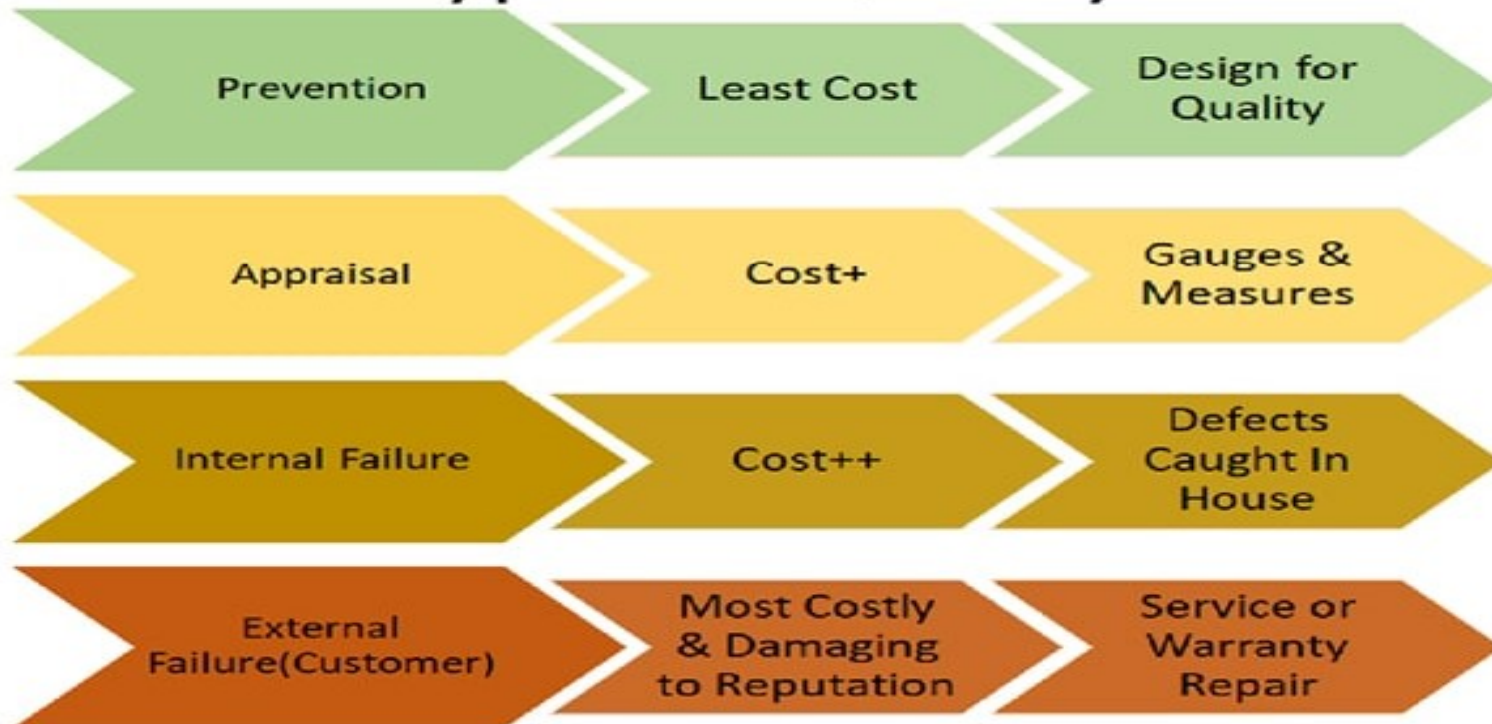 Prevention
Least Cost
Design for
Quality
Appraisal
Cost+
Gauges &
Measures
Internal Failure
Cost++
Defects
Caught In
House
External
Failure(Customer)
Most Costly
& Damaging
to Reputation
Service or
Warranty
Repair